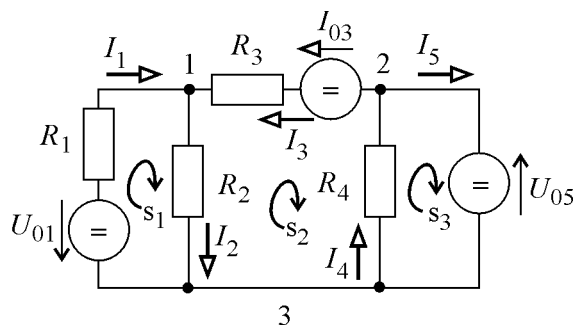 I₀₃
I₁ 1 R₃ 2 I₅
=
I₃
R₁
R₂ R₄ =
s₁ s₂ s₃
U₀₁ = U₀₅
I₂ I₄
3